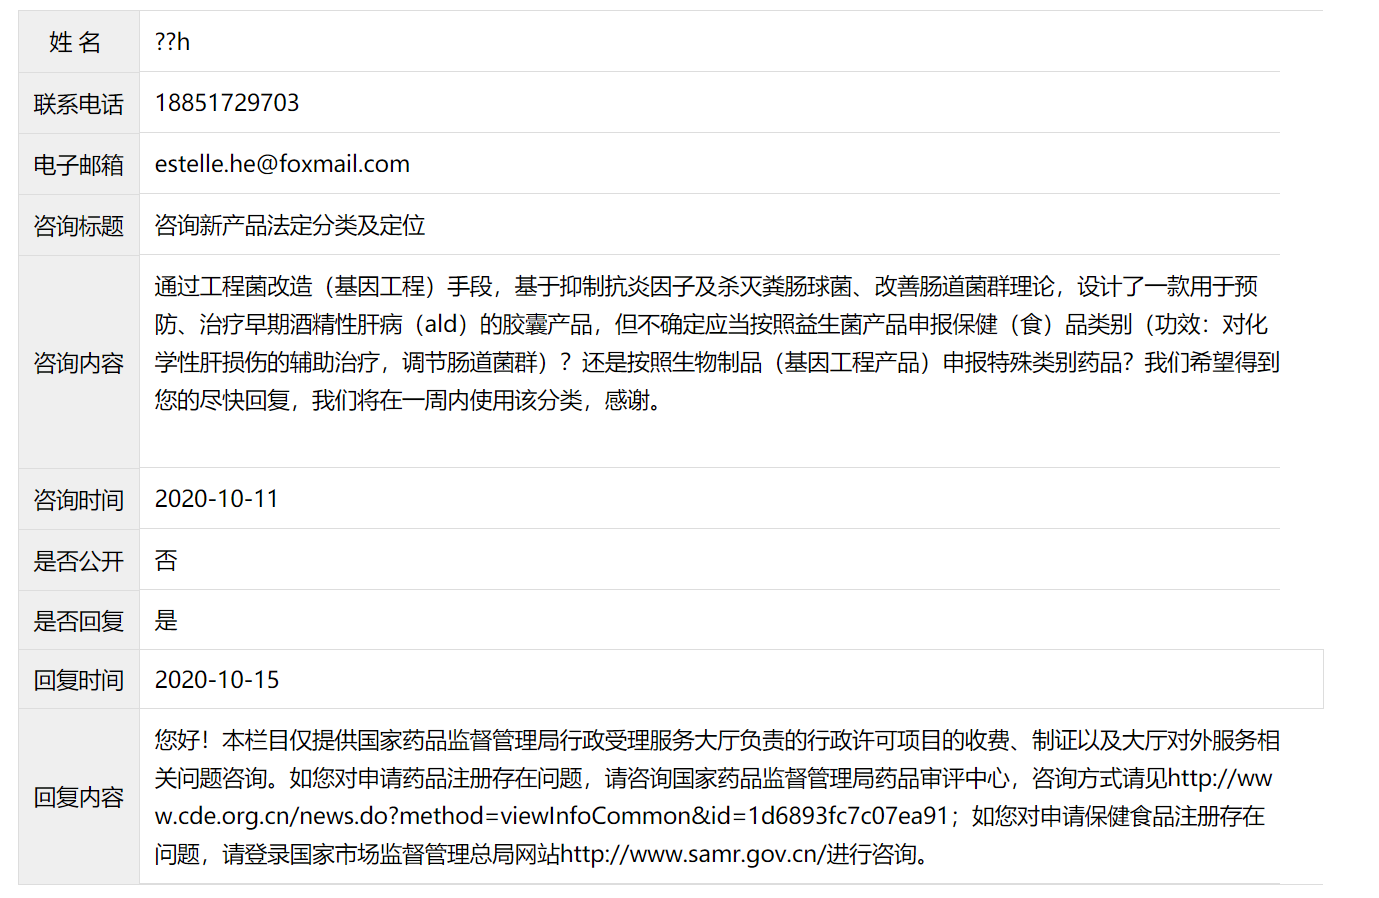 姓 名 ??h
联系电话 18851729703
电子邮箱 estelle.he@foxmail.com
咨询标题 咨询新产品法定分类及定位
咨询内容
通过工程菌改造（基因工程）手段，基于抑制抗炎因子及杀灭粪肠球菌、改善肠道菌群理论，设计了一款用于预
防、治疗早期酒精性肝病（ald）的胶囊产品，但不确定应当按照益生菌产品申报保健（食）品类别（功效：对化
学性肝损伤的辅助治疗，调节肠道菌群）？还是按照生物制品（基因工程产品）申报特殊类别药品？我们希望得到
您的尽快回复，我们将在一周内使用该分类，感谢。
咨询时间 2020-10-11
是否公开 否
是否回复 是
回复时间 2020-10-15
回复内容
您好！本栏目仅提供国家药品监督管理局行政受理服务大厅负责的行政许可项目的收费、制证以及大厅对外服务相
关问题咨询。如您对申请药品注册存在问题，请咨询国家药品监督管理局药品审评中心，咨询方式请见http://ww
w.cde.org.cn/news.do?method=viewInfoCommon&id=1d6893fc7c07ea91；如您对申请保健食品注册存在
问题，请登录国家市场监督管理总局网站http://www.samr.gov.cn/进行咨询。